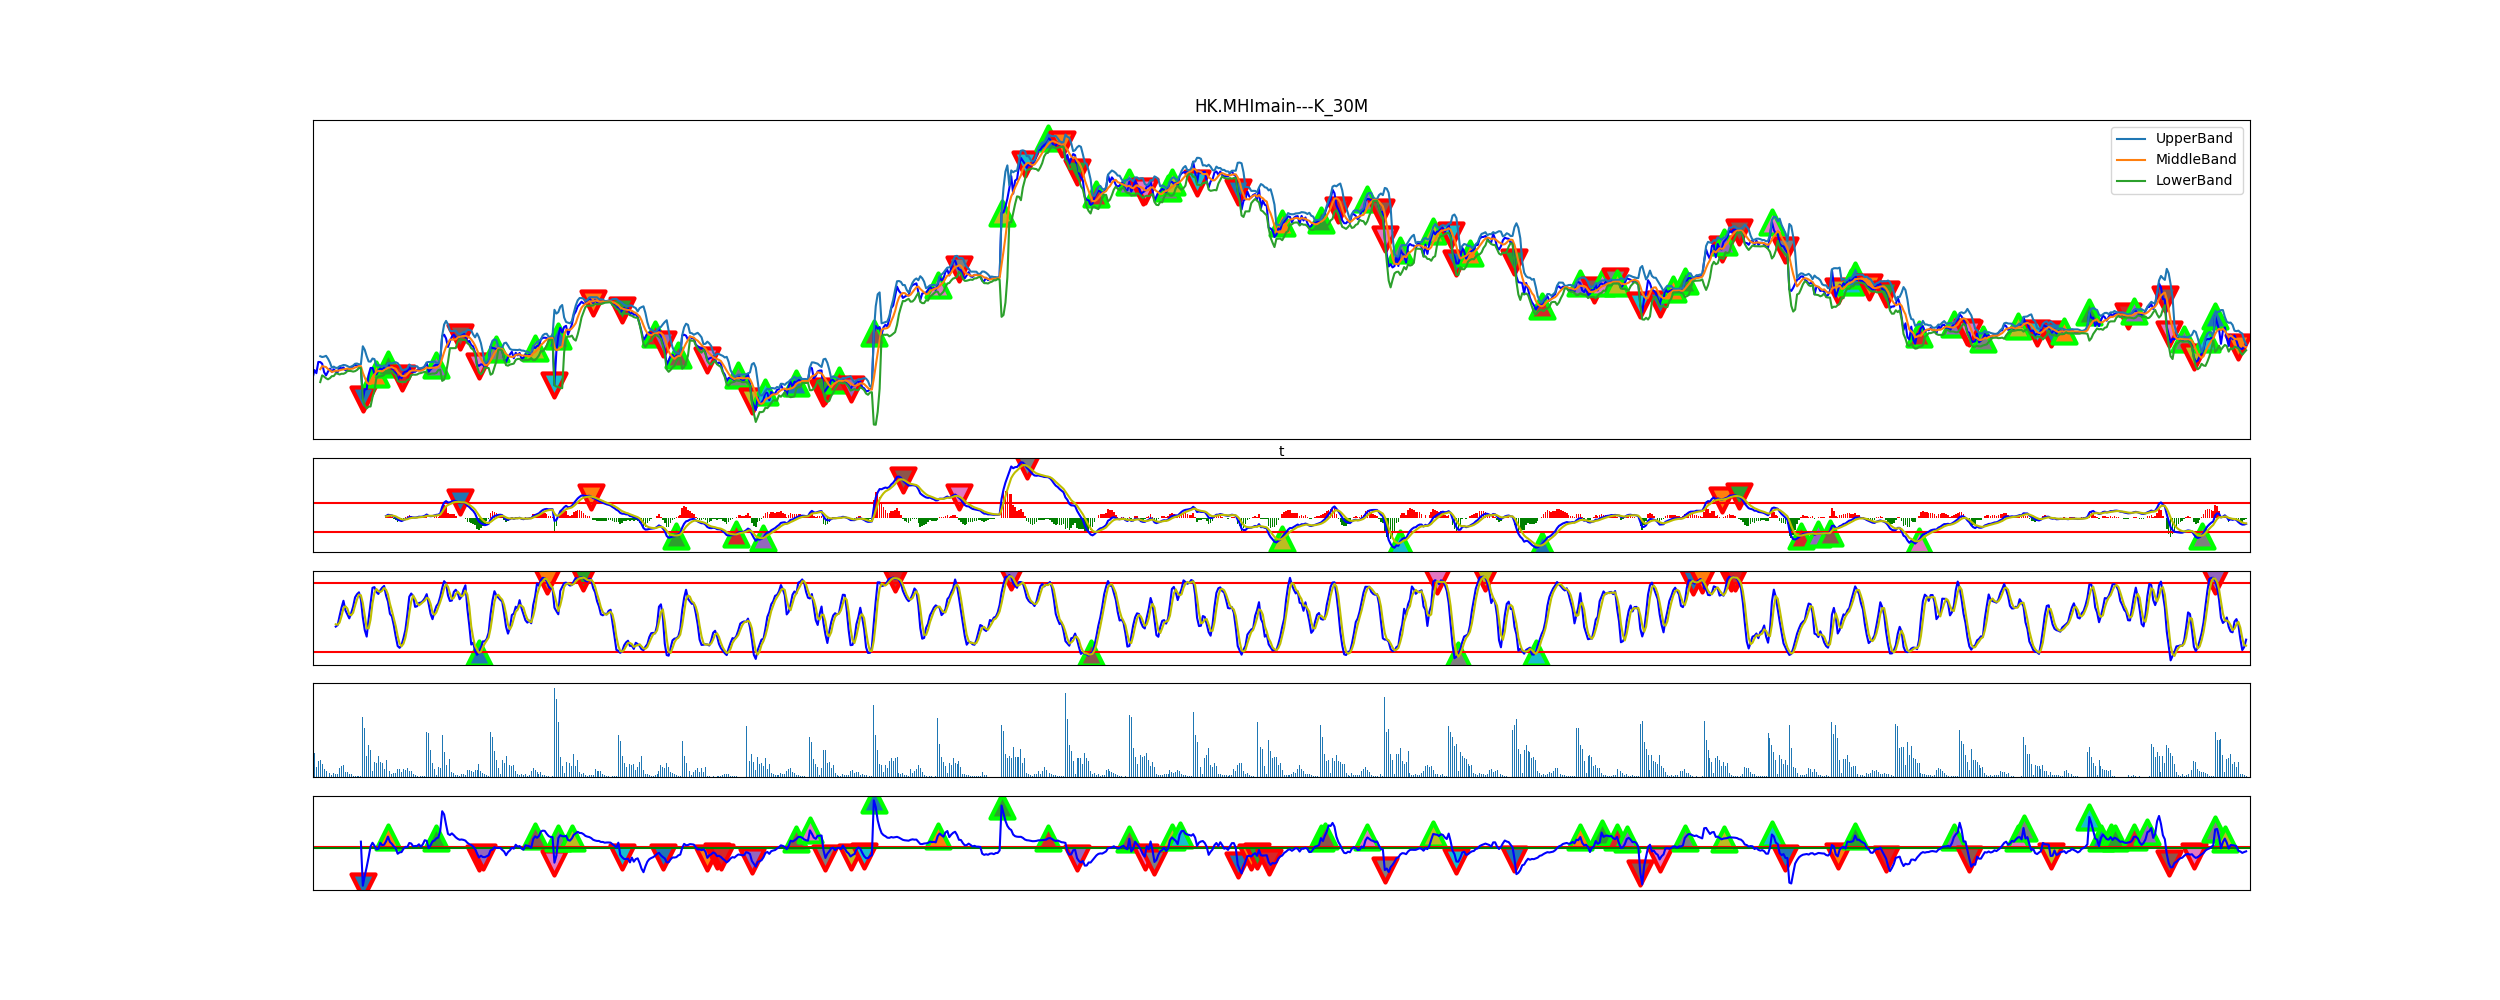 HK.MHImain---K_30M
UpperBand
MiddleBand
LowerBand
t